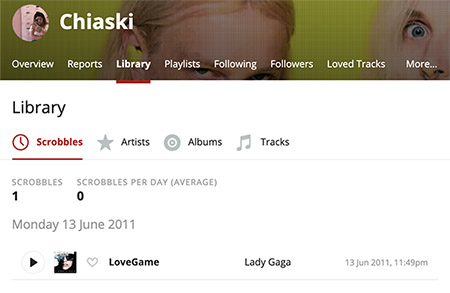 Chiaski
Overview Reports Library Playlists Following Followers Loved Tracks More...
Library
Scrobbles Artists Albums Tracks
SCROBBLES SCROBBLES PER DAY (AVERAGE)
1 0
Monday 13 June 2011
LoveGame Lady Gaga 13 Jun 2011, 11:49pm